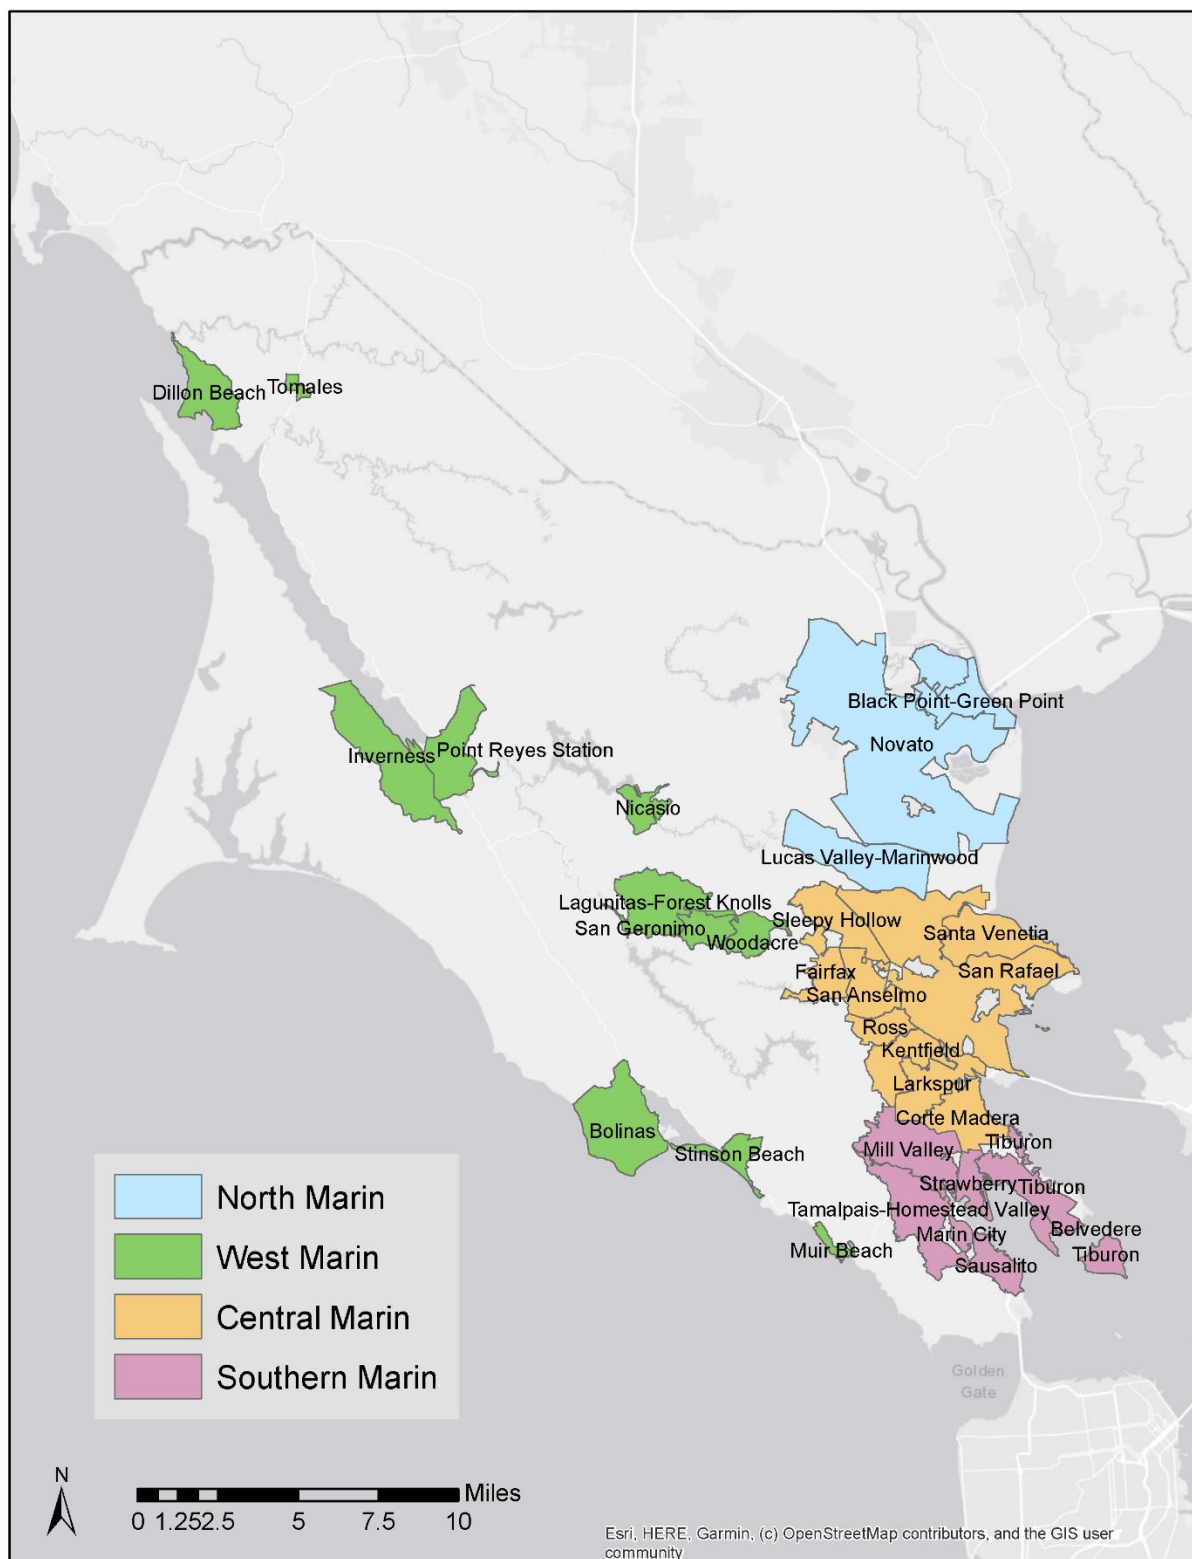 Dillon Beach
Tomales
Black Point-Green Point
Novato
Inverness
Point Reyes Station
Nicasio
Lucas Valley-Marinwood
Lagunitas-Forest Knolls
Sleepy Hollow
San Geronimo
Woodacre
Santa Venetia
Fairfax
San Rafael
San Anselmo
Ross
Kentfield
Larkspur
Corte Madera
Bolinas
Stinson Beach
Mill Valley
Tiburon
Strawberry
Tiburon
Tamalpais-Homestead Valley
Marin City
Belvedere
Muir Beach
Sausalito
Tiburon
North Marin
West Marin
Central Marin
Southern Marin
Golden
Gate
N
Miles
0 1.25 2.5 5 7.5 10
Esri, HERE, Garmin, (c) OpenStreetMap contributors, and the GIS user
community